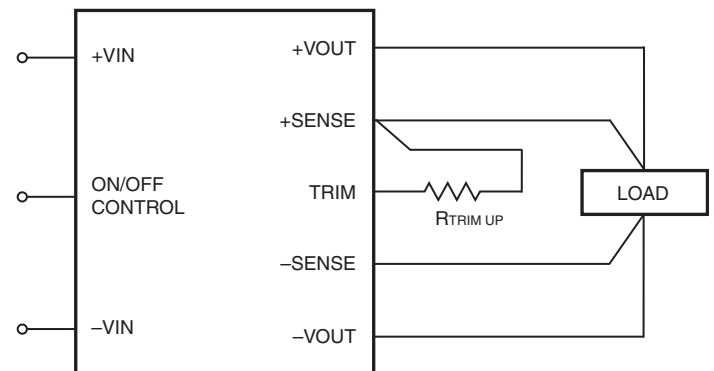 +VIN
ON/OFF
CONTROL
–VIN
+VOUT
+SENSE
TRIM
–SENSE
–VOUT
RTRIM UP
LOAD